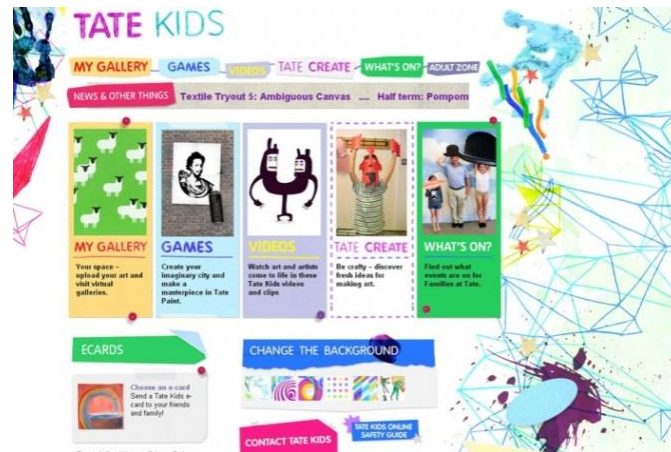 TATE KIDS
MY GALLERY GAMES VIDEOS TATE CREATE WHAT'S ON? ADULT ZONE
NEWS & OTHER THINGS Textile Tryout 5: Ambiguous Canvas __ Half term: Pompom
MY GALLERY
Your space –
upload your art and
visit virtual
galleries.
GAMES
Create your
imaginary city and
make a
masterpiece in Tate
Paint.
VIDEOS
Watch art and artists
come to life in these
Tate Kids videos
and clips
TATE CREATE
Be crafty – discover
fresh ideas for
making art.
WHAT'S ON?
Find out what
events are on for
Families at Tate.
ECARDS
Choose an e-card
Send a Tate Kids e-
card to your friends
and family!
CHANGE THE BACKGROUND
CONTACT TATE KIDS
TATE KIDS ONLINE
SAFETY GUIDE